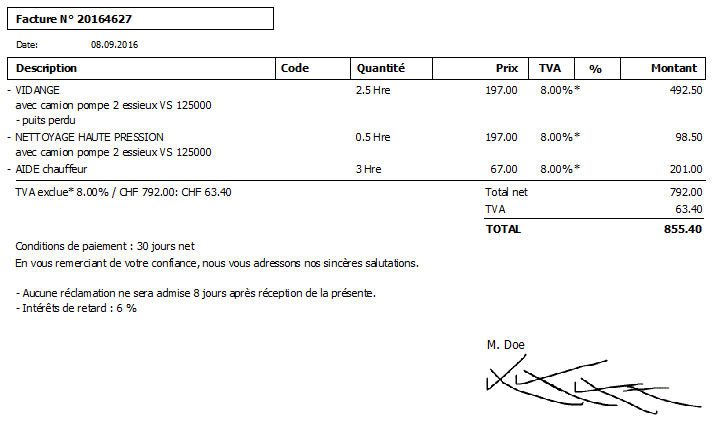 Facture N° 20164627
Date: 08.09.2016
Description Code Quantité Prix TVA % Montant
- VIDANGE 2.5 Hre 197.00 8.00%* 492.50
avec camion pompe 2 essieux VS 125000
- puits perdu
- NETTOYAGE HAUTE PRESSION 0.5 Hre 197.00 8.00%* 98.50
avec camion pompe 2 essieux VS 125000
- AIDE chauffeur 3 Hre 67.00 8.00%* 201.00
TVA exclue* 8.00% / CHF 792.00: CHF 63.40 Total net 792.00
TVA 63.40
TOTAL 855.40
Conditions de paiement : 30 jours net
En vous remerciant de votre confiance, nous vous adressons nos sincères salutations.
- Aucune réclamation ne sera admise 8 jours après réception de la présente.
- Intérêts de retard : 6 %
M. Doe